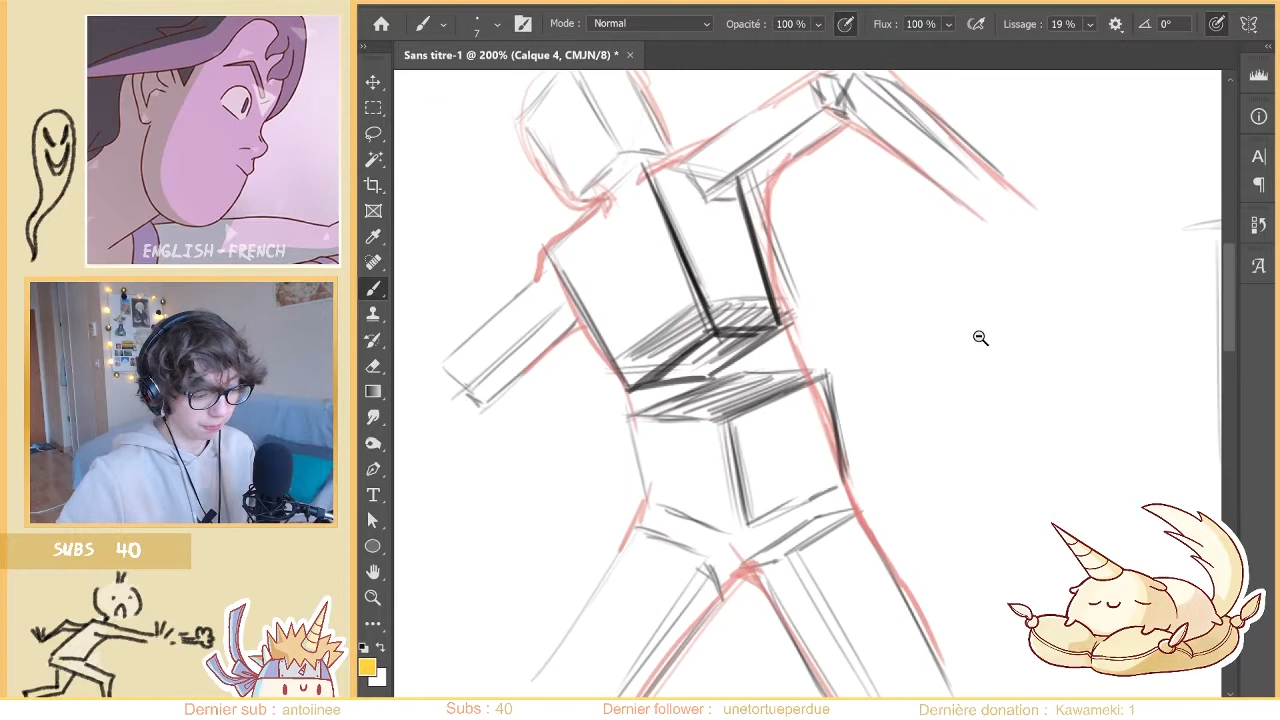 Mode : Normal Opacité : 100 % Flux : 100 % Lissage : 19 % 0°
7
Sans titre-1 @ 200% (Calque 4, CMJN/8) * ×
ENGLISH-FRENCH
SUBS 40
Dernier sub : antoiinee Subs : 40 Dernier follower : unetortueperdue Dernière donation : Kawameki: 1